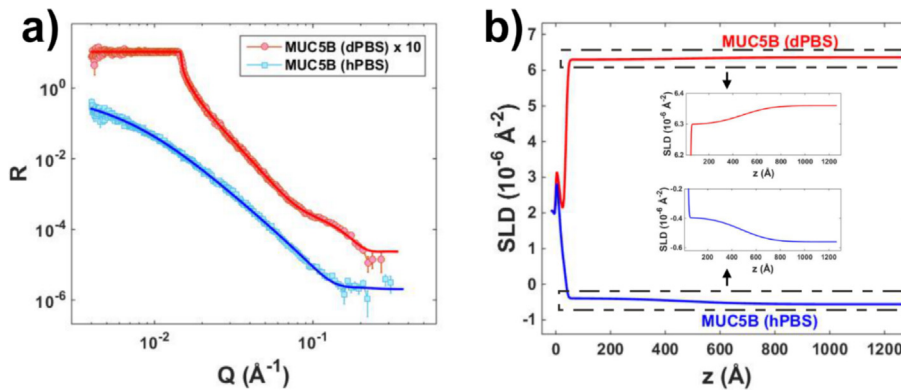 a)
MUC5B (dPBS) x 10
MUC5B (hPBS)
R
10⁰
10⁻²
10⁻⁴
10⁻⁶
10⁻² 10⁻¹
Q (Å⁻¹)
b)
SLD (10⁻⁶ Å⁻²)
7
6
5
4
3
2
1
0
-1
MUC5B (dPBS)
SLD (10⁻⁶ Å⁻²)
6.4
6.3
6.2
200 400 600 800 1000 1200
z (Å)
SLD (10⁻⁶ Å⁻²)
-0.2
-0.4
-0.6
200 400 600 800 1000 1200
z (Å)
MUC5B (hPBS)
0 200 400 600 800 1000 1200
z (Å)